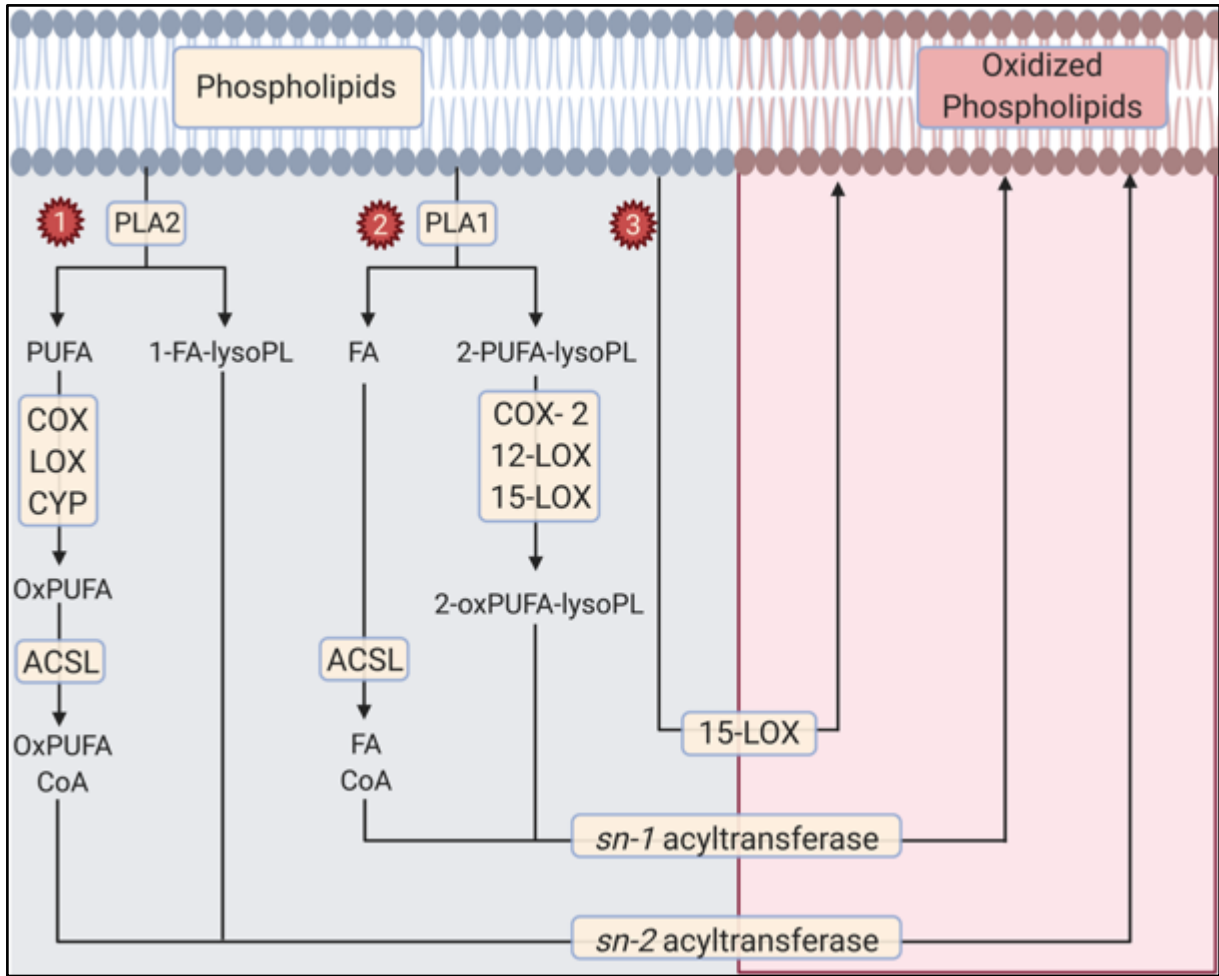 Phospholipids
Oxidized
Phospholipids
1
PLA2
2
PLA1
3
PUFA
1-FA-lysoPL
FA
2-PUFA-lysoPL
COX
LOX
CYP
COX- 2
12-LOX
15-LOX
OxPUFA
2-oxPUFA-lysoPL
ACSL
ACSL
OxPUFA
CoA
FA
CoA
15-LOX
sn-1 acyltransferase
sn-2 acyltransferase